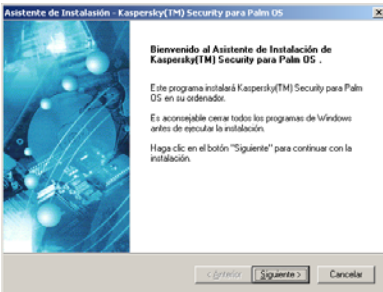 Asistente de Instalasión - Kaspersky(TM) Security para Palm OS
Bienvenido al Asistente de Instalación de
Kaspersky(TM) Security para Palm OS .
Este programa instalará Kaspersky(TM) Security para Palm
OS en su ordenador.
Es aconsejable cerrar todos los programas de Windows
antes de ejecutar la instalación.
Haga clic en el botón "Siguiente" para continuar con la
instalación.
< Anterior
Siguiente >
Cancelar